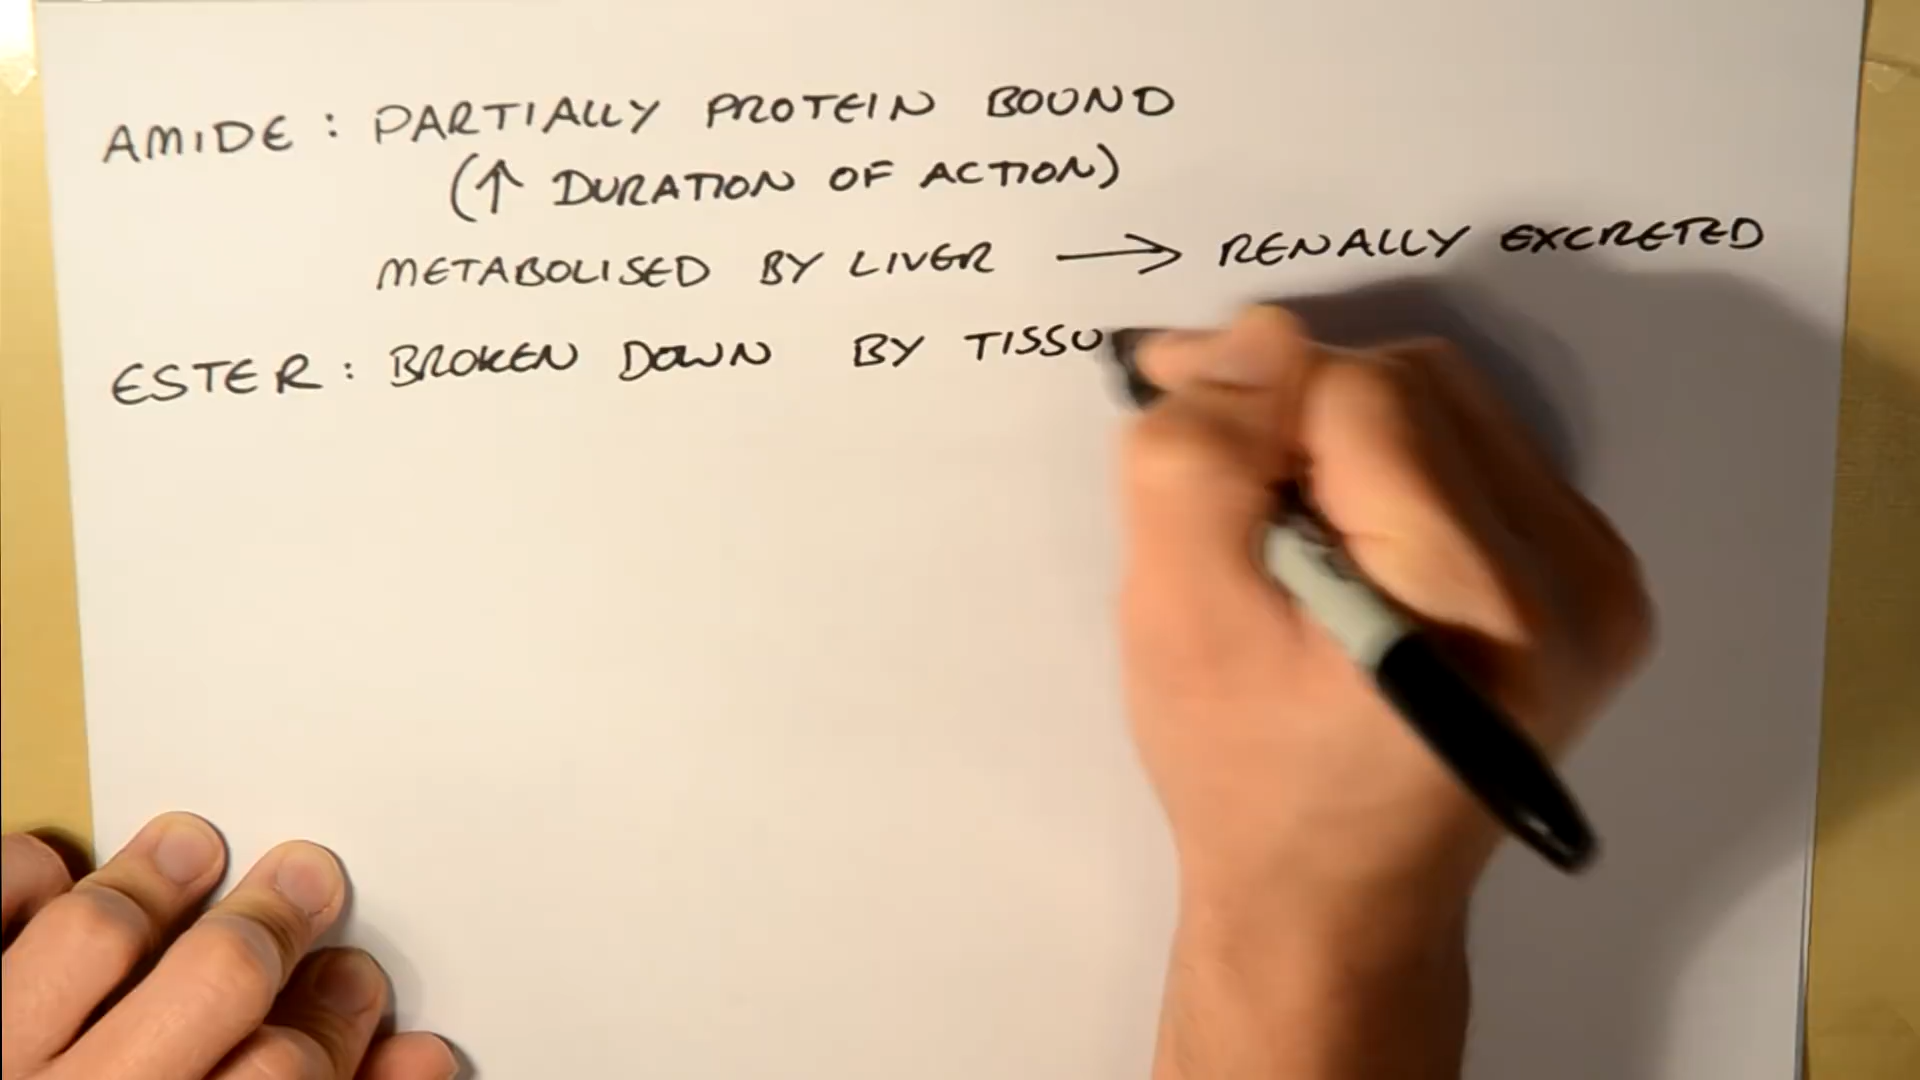 AMIDE: PARTIALLY PROTEIN BOUND
(↑ DURATION OF ACTION)
METABOLISED BY LIVER → RENALLY EXCRETED
ESTER: BROKEN DOWN BY TISSU